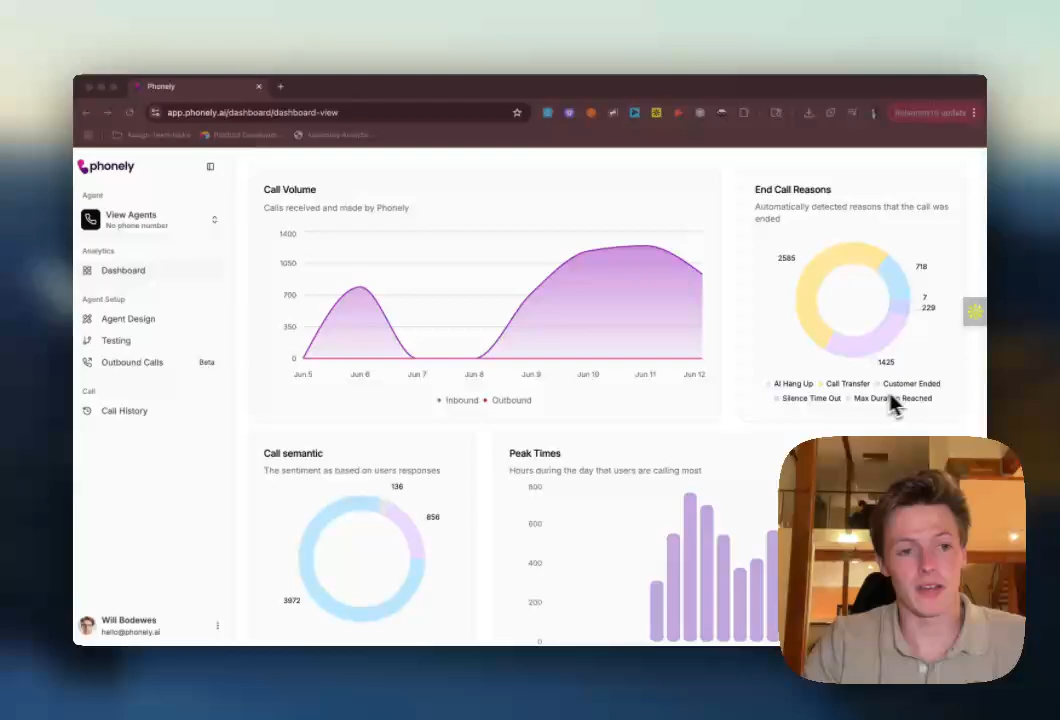 Phonely
app.phonely.ai/dashboard/dashboard-view
Relaunch to update
phonely
Agent
View Agents
No phone number
Analytics
Dashboard
Agent Setup
Agent Design
Testing
Outbound Calls Beta
Call
Call History
Will Bodewes
hello@phonely.ai
Call Volume
Calls received and made by Phonely
1400
1050
700
350
0
Jun 5 Jun 6 Jun 7 Jun 8 Jun 9 Jun 10 Jun 11 Jun 12
Inbound Outbound
End Call Reasons
Automatically detected reasons that the call was
ended
2585
718
7
229
1425
AI Hang Up Call Transfer Customer Ended
Silence Time Out Max Duration Reached
Call semantic
The sentiment as based on users responses
136
856
3972
Peak Times
Hours during the day that users are calling most
800
600
400
200
0